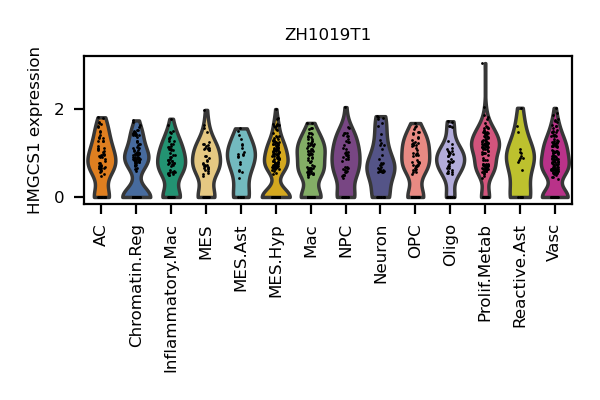 ZH1019T1
HMGCS1 expression
2
0
AC
Chromatin.Reg
Inflammatory.Mac
MES
MES.Ast
MES.Hyp
Mac
NPC
Neuron
OPC
Oligo
Prolif.Metab
Reactive.Ast
Vasc